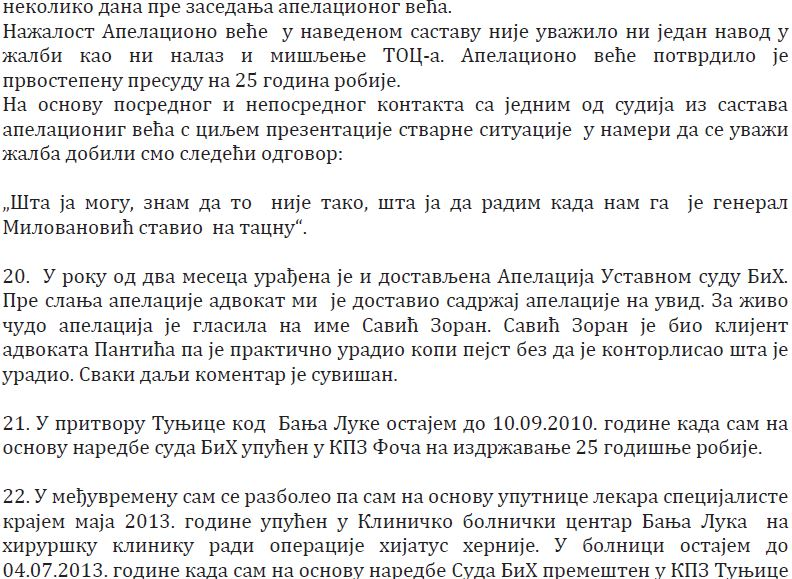 неколико дана пре заседања апелационог већа.
Нажалост Апелационо веће у наведеном саставу није уважило ни један навод у
жалби као ни налаз и мишљење ТОЦ-а. Апелационо веће потврдило је
првостепену пресуду на 25 година робије.
На основу посредног и непосредног контакта са једним од судија из састава
апелациониг већа с циљем презентације стварне ситуације у намери да се уважи
жалба добили смо следећи одговор:
„Шта ја могу, знам да то није тако, шта ја да радим када нам га је генерал
Миловановић ставио на тацну“.
20. У року од два месеца урађена је и достављена Апелација Уставном суду БиХ.
Пре слања апелације адвокат ми је доставио садржај апелације на увид. За живо
чудо апелација је гласила на име Савић Зоран. Савић Зоран је био клијент
адвоката Пантића па је практично урадио копи пејст без да је конторлисао шта је
урадио. Сваки даљи коментар је сувишан.
21. У притвору Туњице код Бања Луке остајем до 10.09.2010. године када сам на
основу наредбе суда БиХ упућен у КПЗ Фоча на издржавање 25 годишње робије.
22. У међувремену сам се разболео па сам на основу упутнице лекара специјалисте
крајем маја 2013. године упућен у Клиничко болнички центар Бања Лука на
хируршку клинику ради операције хијатус херније. У болници остајем до
04.07.2013. године када сам на основу наредбе Суда БиХ премештен у КПЗ Туњице